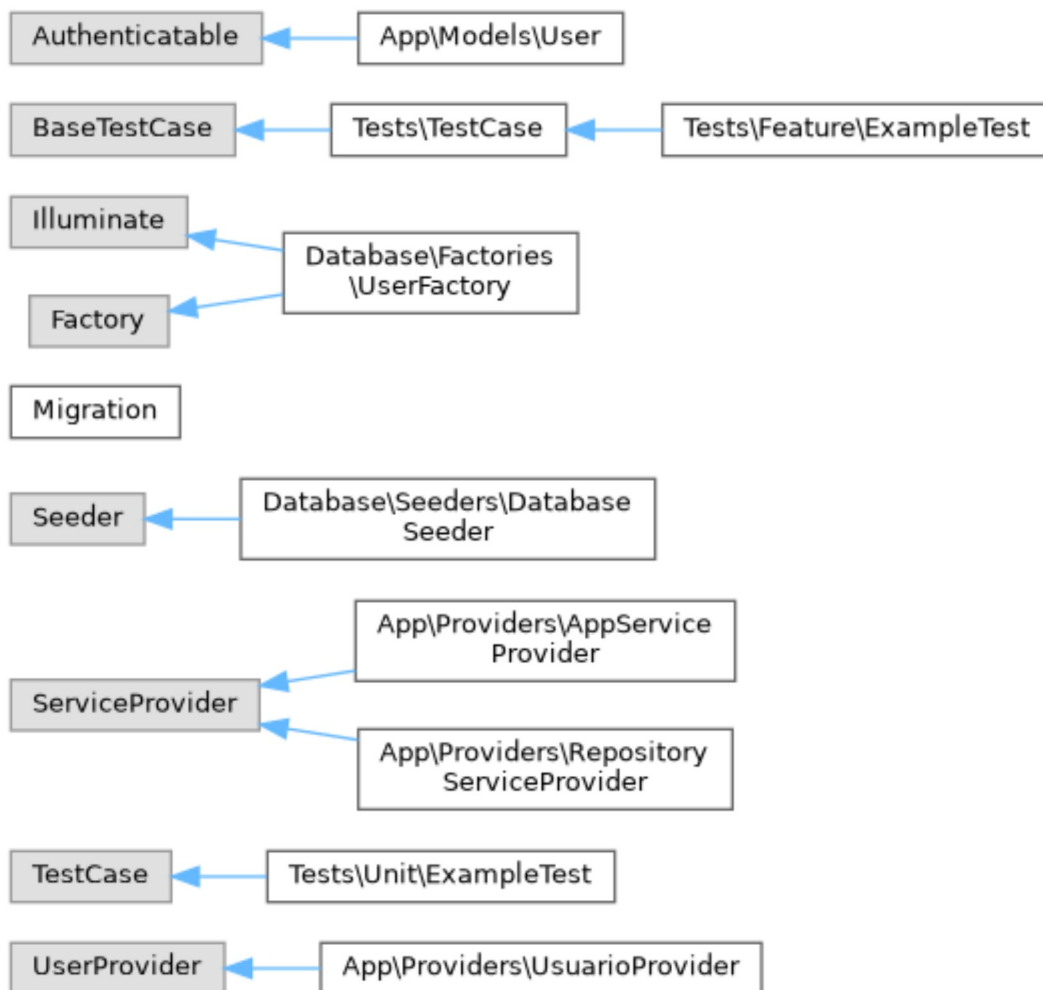 Authenticatable
App\Models\User
BaseTestCase
Tests\TestCase
Tests\Feature\ExampleTest
Illuminate
Database\Factories
\UserFactory
Factory
Migration
Seeder
Database\Seeders\Database
Seeder
App\Providers\AppService
Provider
ServiceProvider
App\Providers\Repository
ServiceProvider
TestCase
Tests\Unit\ExampleTest
UserProvider
App\Providers\UsuarioProvider